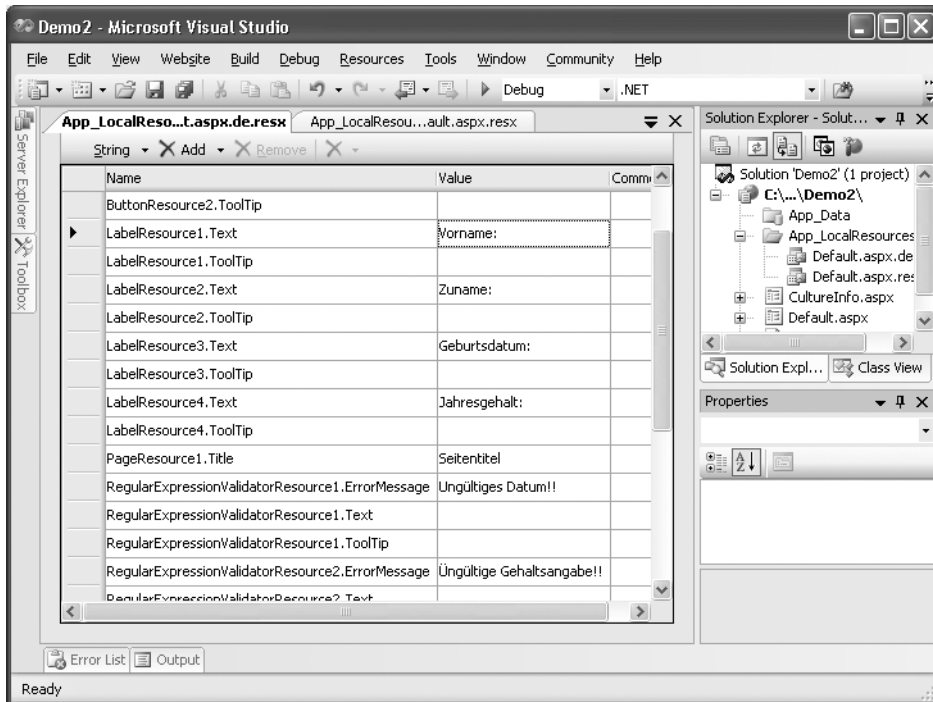 Demo2 - Microsoft Visual Studio
File Edit View Website Build Debug Resources Tools Window Community Help
Debug .NET
App_LocalReso...t.aspx.de.resx App_LocalResou...ault.aspx.resx
String Add Remove
Name Value Comm
ButtonResource2.ToolTip
LabelResource1.Text Vorname:
LabelResource1.ToolTip
LabelResource2.Text Zuname:
LabelResource2.ToolTip
LabelResource3.Text Geburtsdatum:
LabelResource3.ToolTip
LabelResource4.Text Jahresgehalt:
LabelResource4.ToolTip
PageResource1.Title Seitentitel
RegularExpressionValidatorResource1.ErrorMessage Ungültiges Datum!!
RegularExpressionValidatorResource1.Text
RegularExpressionValidatorResource1.ToolTip
RegularExpressionValidatorResource2.ErrorMessage Üngültige Gehaltsangabe!!
RegularExpressionValidatorResource2.Text
Server Explorer
Toolbox
Solution Explorer - Solut...
Solution 'Demo2' (1 project)
C:\...\Demo2\
App_Data
App_LocalResources
Default.aspx.de
Default.aspx.res
CultureInfo.aspx
Default.aspx
Solution Expl... Class View
Properties
Error List Output
Ready